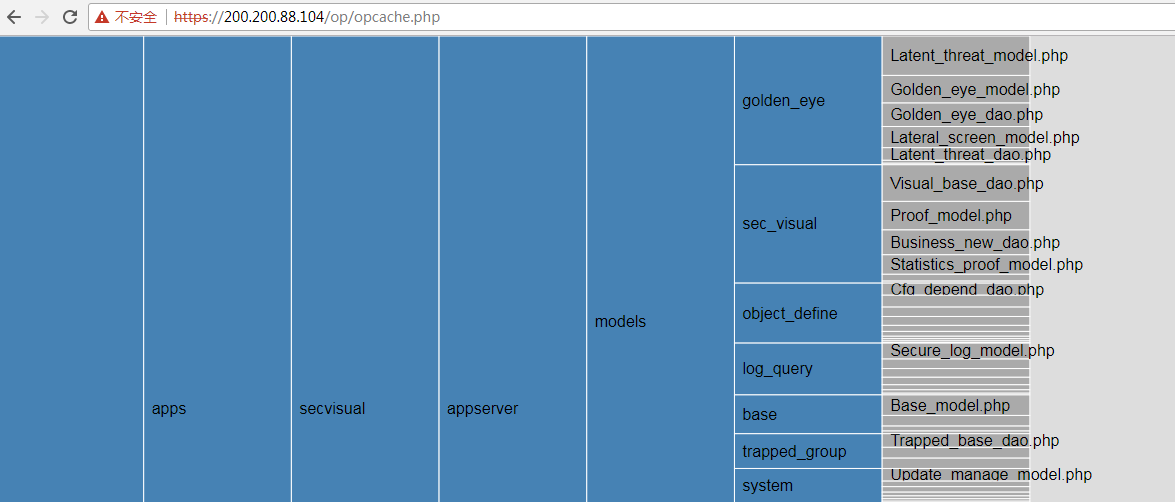 不安全 https://200.200.88.104/op/opcache.php
apps
secvisual
appserver
models
golden_eye
Latent_threat_model.php
Golden_eye_model.php
Golden_eye_dao.php
Lateral_screen_model.php
Latent_threat_dao.php
sec_visual
Visual_base_dao.php
Proof_model.php
Business_new_dao.php
Statistics_proof_model.php
object_define
Cfg_depend_dao.php
log_query
Secure_log_model.php
base
Base_model.php
trapped_group
Trapped_base_dao.php
system
Update_manage_model.php